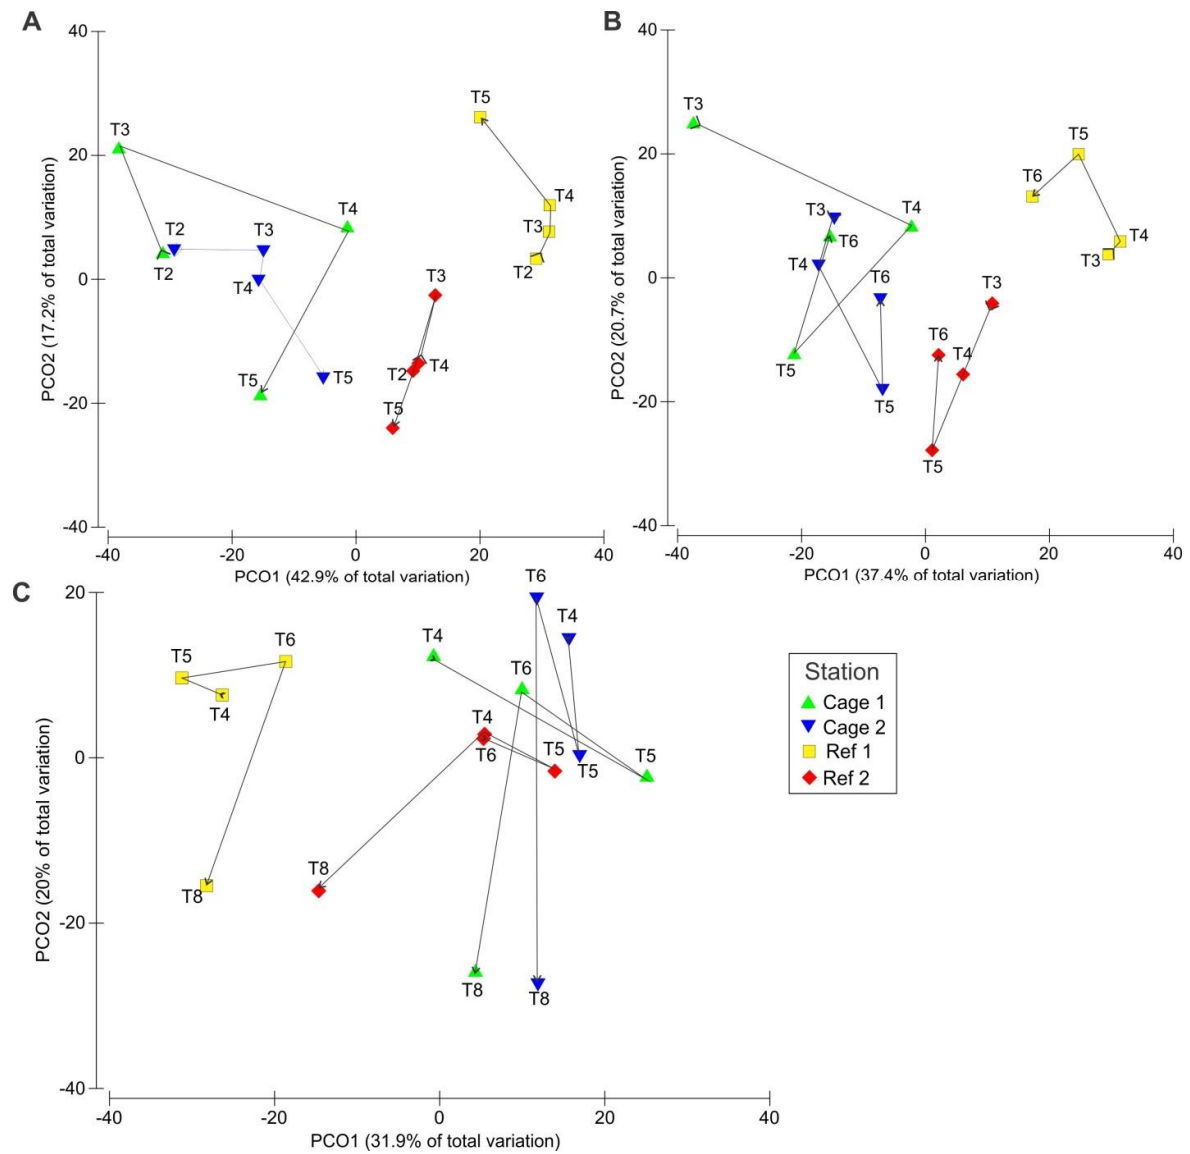 A
40
20
0
-20
-40
PCO2 (17.2% of total variation)
T3
T2
T2
T3
T4
T4
T5
T5
T5
T4
T3
T2
T3
T4
T2
T5
-40
-20
0
20
40
PCO1 (42.9% of total variation)
B
40
20
0
-20
-40
PCO2 (20.7% of total variation)
T3
T3
T6
T4
T4
T6
T5
T5
T5
T6
T4
T3
T3
T6
T4
T5
-40
-20
0
20
40
PCO1 (37.4% of total variation)
C
20
0
-20
-40
PCO2 (20% of total variation)
T5
T6
T4
T8
T4
T6
T6
T4
T4
T6
T5
T5
T5
T8
T8
T8
-40
-20
0
20
40
PCO1 (31.9% of total variation)
Station
Cage 1
Cage 2
Ref 1
Ref 2